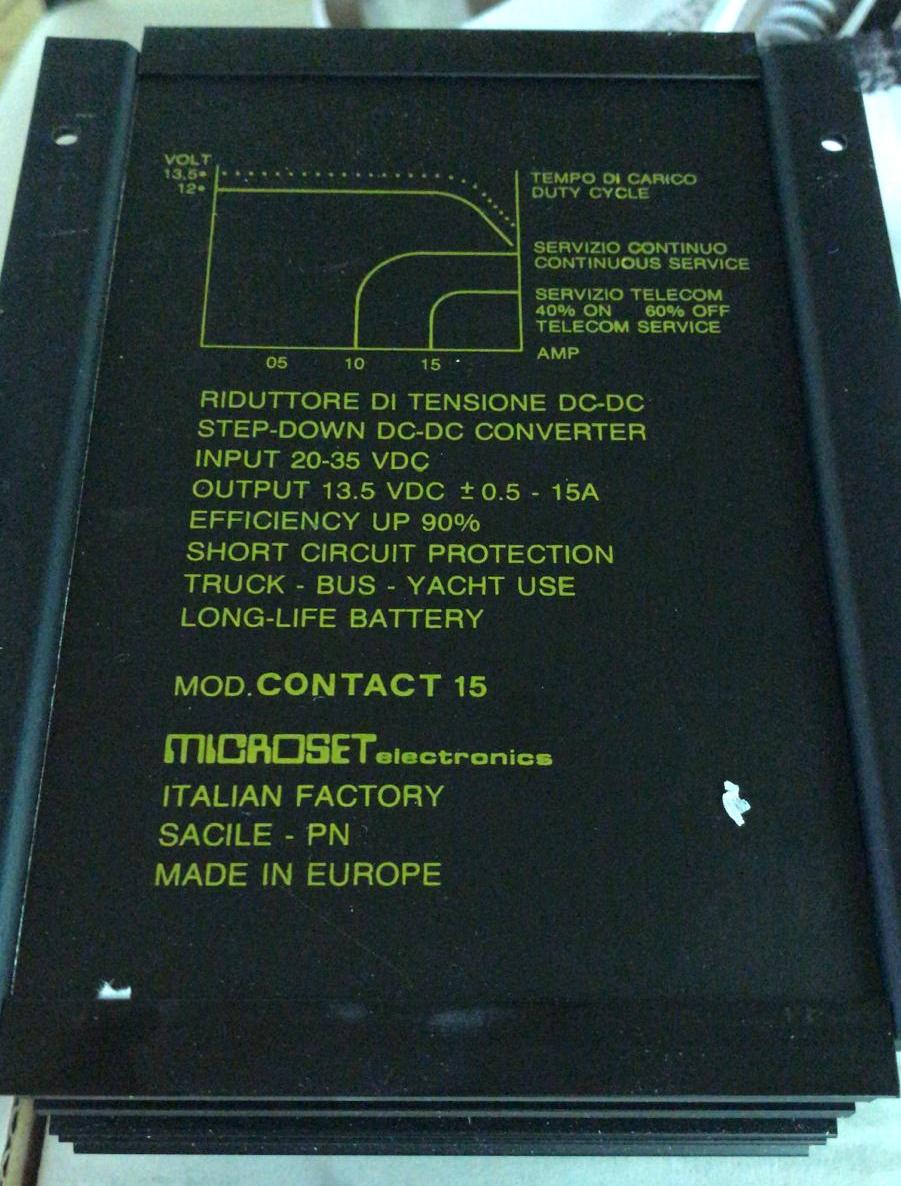 VOLT
13,5
12
TEMPO DI CARICO
DUTY CYCLE
SERVIZIO CONTINUO
CONTINUOUS SERVICE
SERVIZIO TELECOM
40% ON 60% OFF
TELECOM SERVICE
05 10 15 AMP
RIDUTTORE DI TENSIONE DC-DC
STEP-DOWN DC-DC CONVERTER
INPUT 20-35 VDC
OUTPUT 13.5 VDC ± 0.5 - 15A
EFFICIENCY UP 90%
SHORT CIRCUIT PROTECTION
TRUCK - BUS - YACHT USE
LONG-LIFE BATTERY
MOD. CONTACT 15
MICROSET electronics
ITALIAN FACTORY
SACILE - PN
MADE IN EUROPE